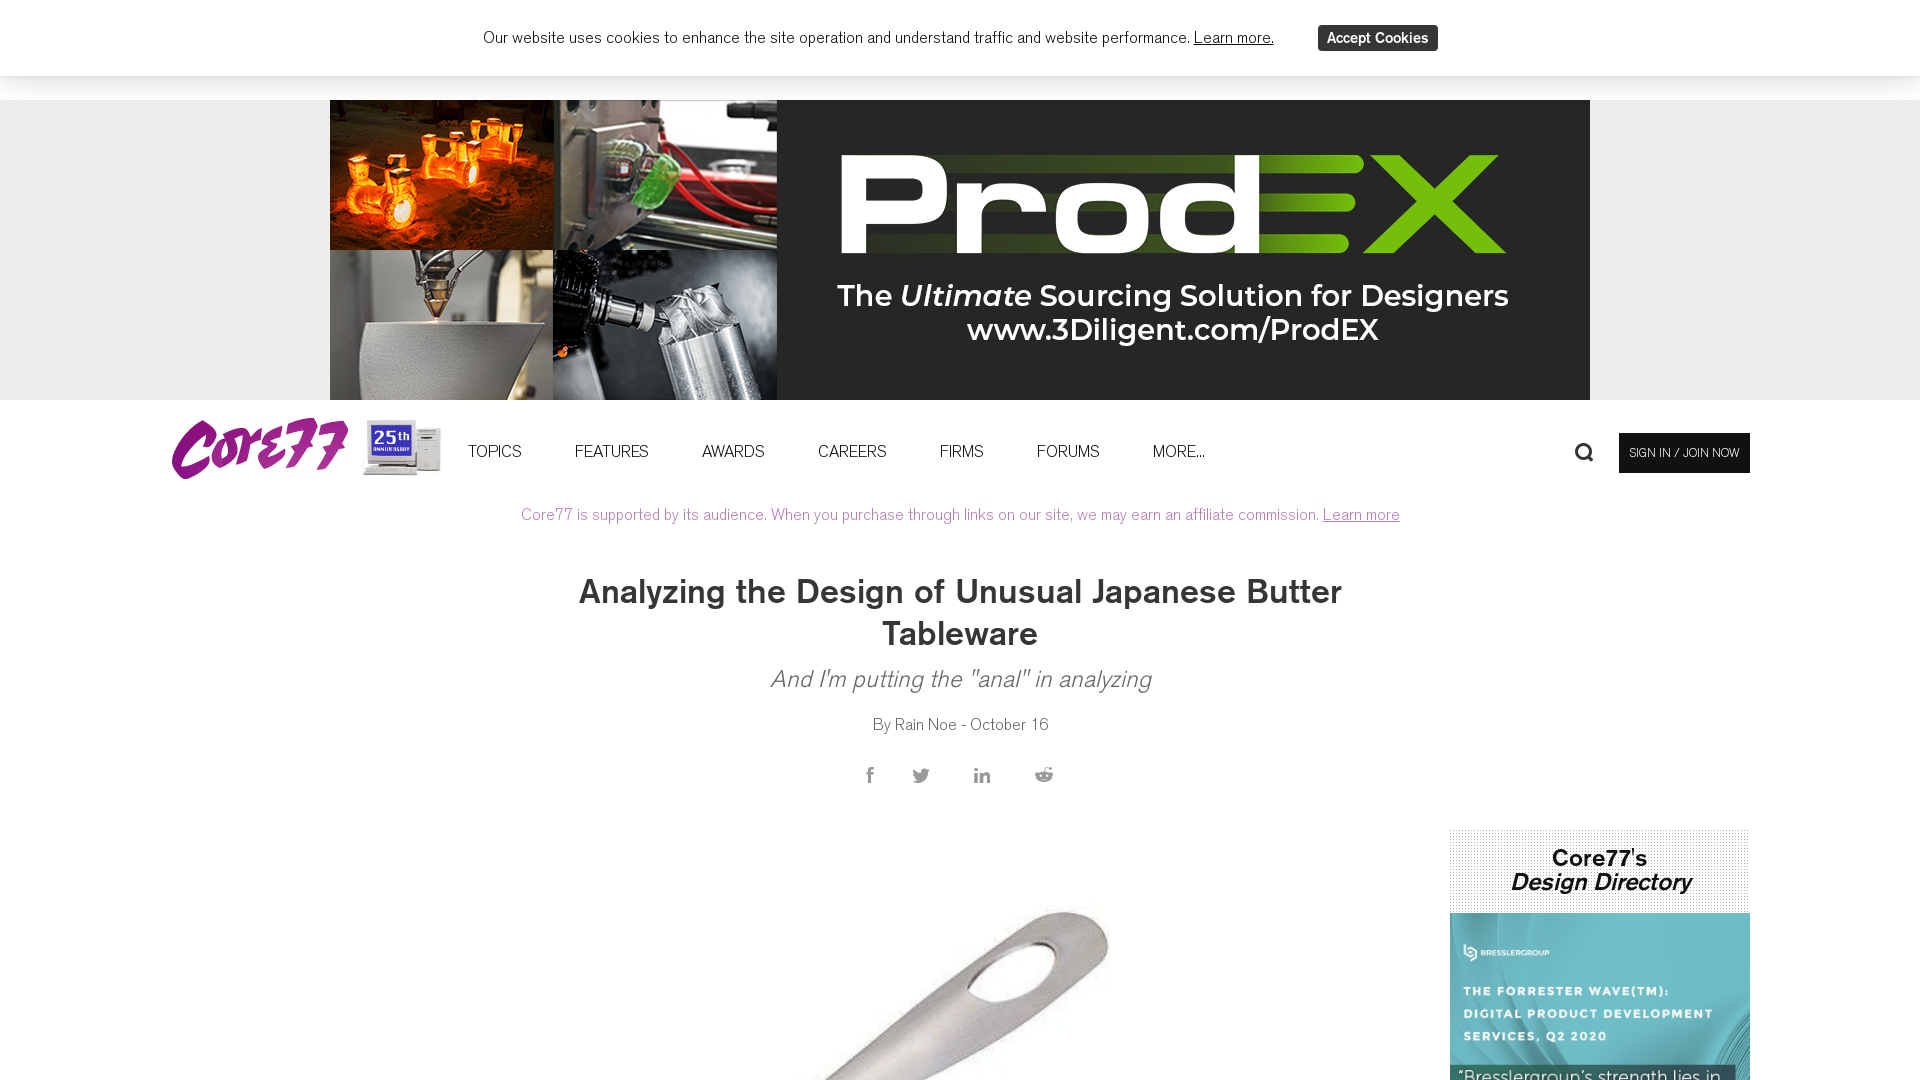 Our website uses cookies to enhance the site operation and understand traffic and website performance. Learn more.
Accept Cookies
ProdEX
The Ultimate Sourcing Solution for Designers
www.3Diligent.com/ProdEX
Core77
25th
ANNIVERSARY
TOPICS
FEATURES
AWARDS
CAREERS
FIRMS
FORUMS
MORE...
SIGN IN / JOIN NOW
Core77 is supported by its audience. When you purchase through links on our site, we may earn an affiliate commission. Learn more
Analyzing the Design of Unusual Japanese Butter
Tableware
And I'm putting the "anal" in analyzing
By Rain Noe - October 16
Core77's
Design Directory
BRESSLERGROUP
THE FORRESTER WAVE(TM):
DIGITAL PRODUCT DEVELOPMENT
SERVICES, Q2 2020
"Bresslergroup's strength lies in